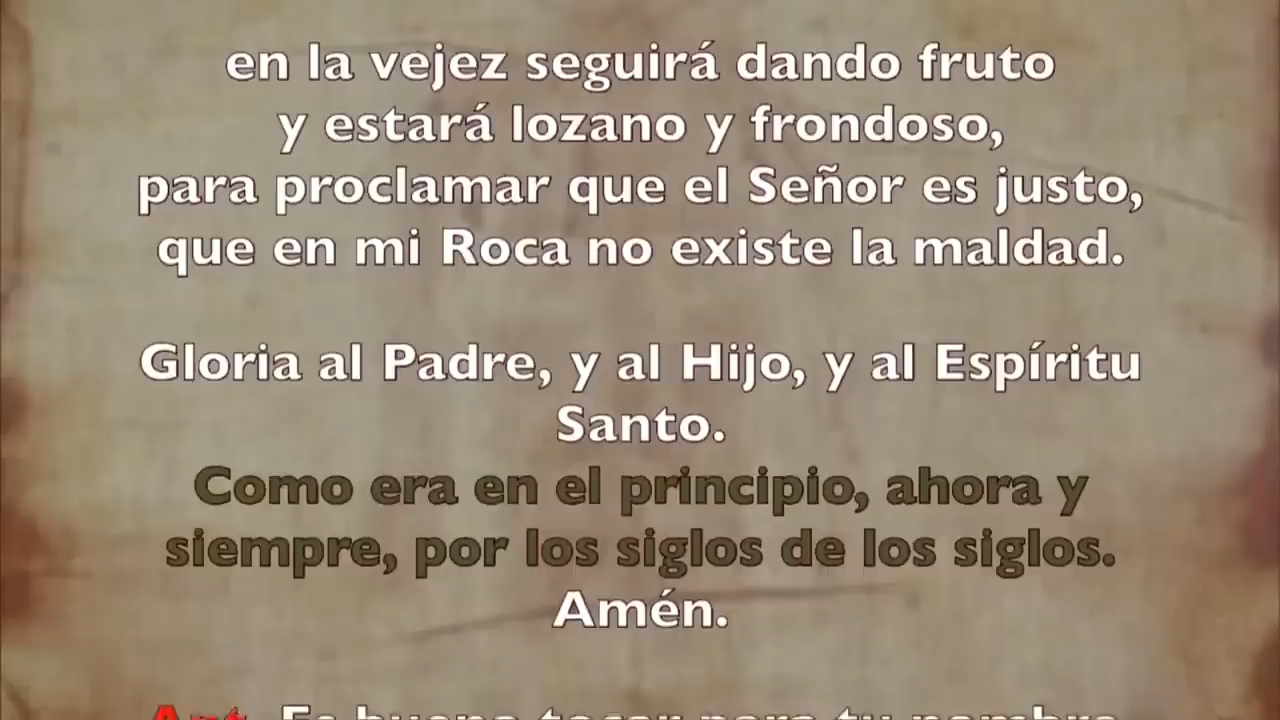 en la vejez seguirá dando fruto
y estará lozano y frondoso,
para proclamar que el Señor es justo,
que en mi Roca no existe la maldad.
Gloria al Padre, y al Hijo, y al Espíritu
Santo.
Como era en el principio, ahora y
siempre, por los siglos de los siglos.
Amén.
Ant. Es bueno tocar para tu nombre